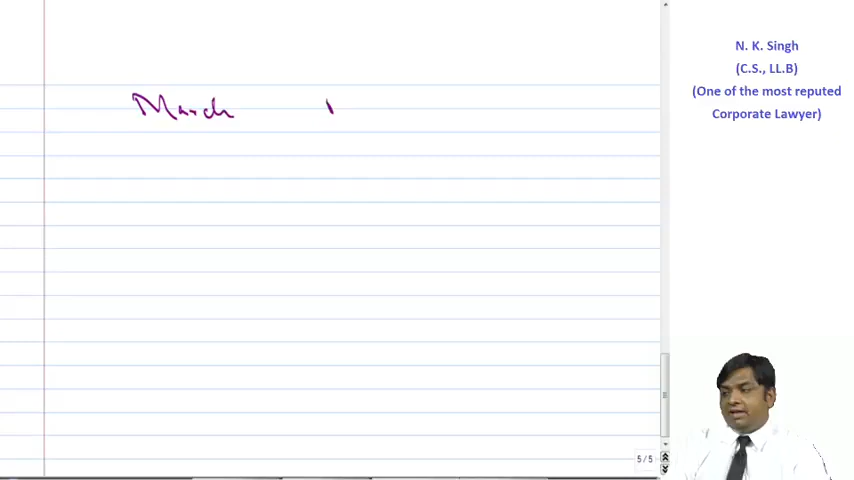 March
N. K. Singh
(C.S., LL.B)
(One of the most reputed
Corporate Lawyer)
5/5